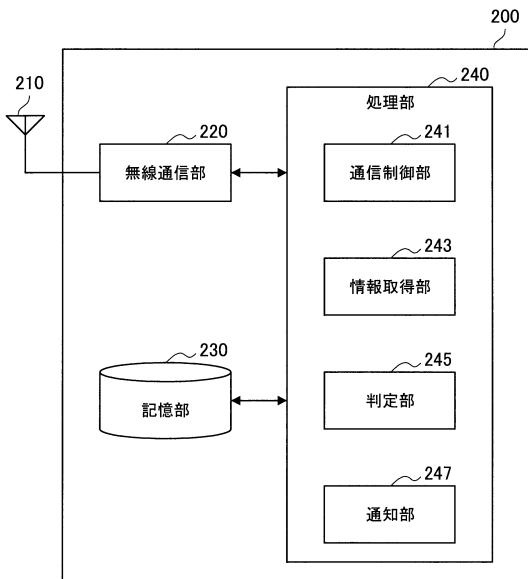 200
210
240
処理部
220
無線通信部
241
通信制御部
243
情報取得部
230
記憶部
245
判定部
247
通知部